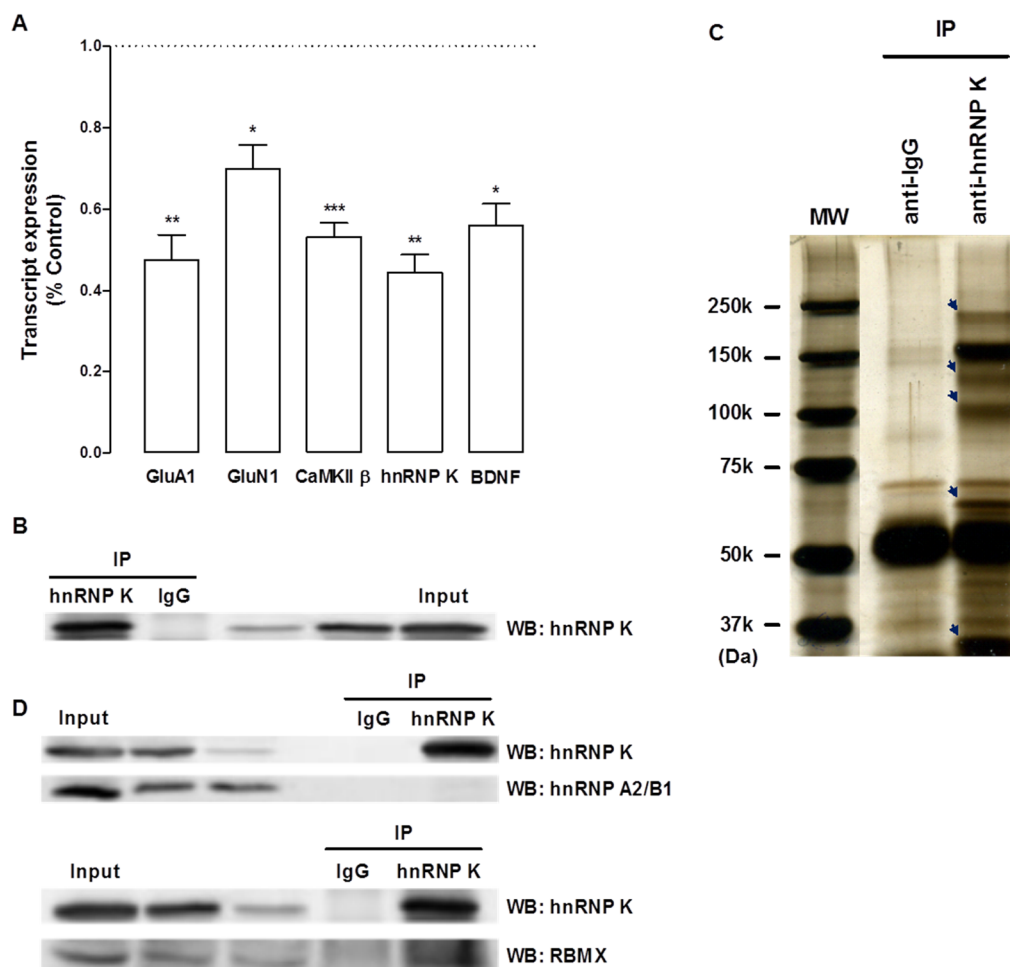 A
Transcript expression
(% Control)
1.0
0.8
0.6
0.4
0.2
0.0
**
*
***
**
*
GluA1
GluN1
CaMKII β
hnRNP K
BDNF
B
IP
hnRNP K
IgG
Input
WB: hnRNP K
C
IP
MW
anti-IgG
anti-hnRNP K
250k
150k
100k
75k
50k
37k
(Da)
D
IP
Input
IgG
hnRNP K
WB: hnRNP K
WB: hnRNP A2/B1
IP
Input
IgG
hnRNP K
WB: hnRNP K
WB: RBMX